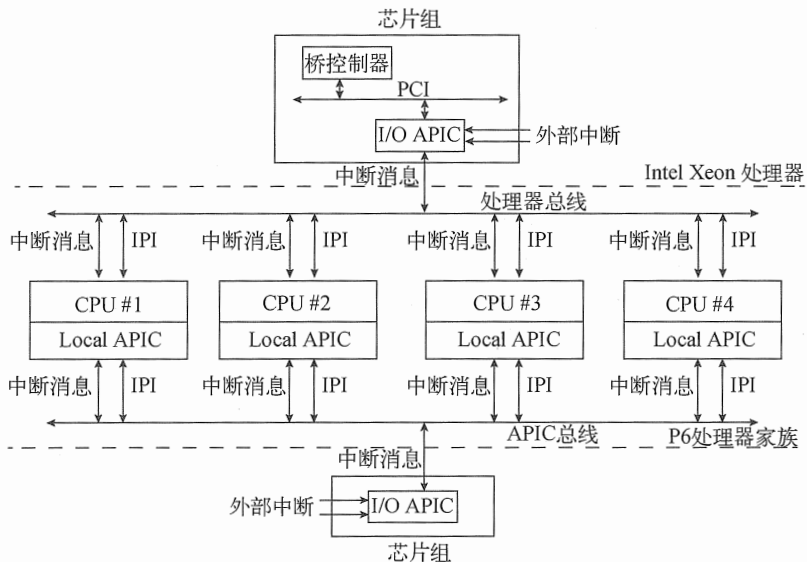 芯片组
桥控制器
PCI
I/O APIC
外部中断
中断消息
Intel Xeon 处理器
处理器总线
中断消息 IPI 中断消息 IPI 中断消息 IPI 中断消息 IPI
CPU #1 CPU #2 CPU #3 CPU #4
Local APIC Local APIC Local APIC Local APIC
中断消息 IPI 中断消息 IPI 中断消息 IPI 中断消息 IPI
APIC总线
P6处理器家族
中断消息
外部中断
I/O APIC
芯片组